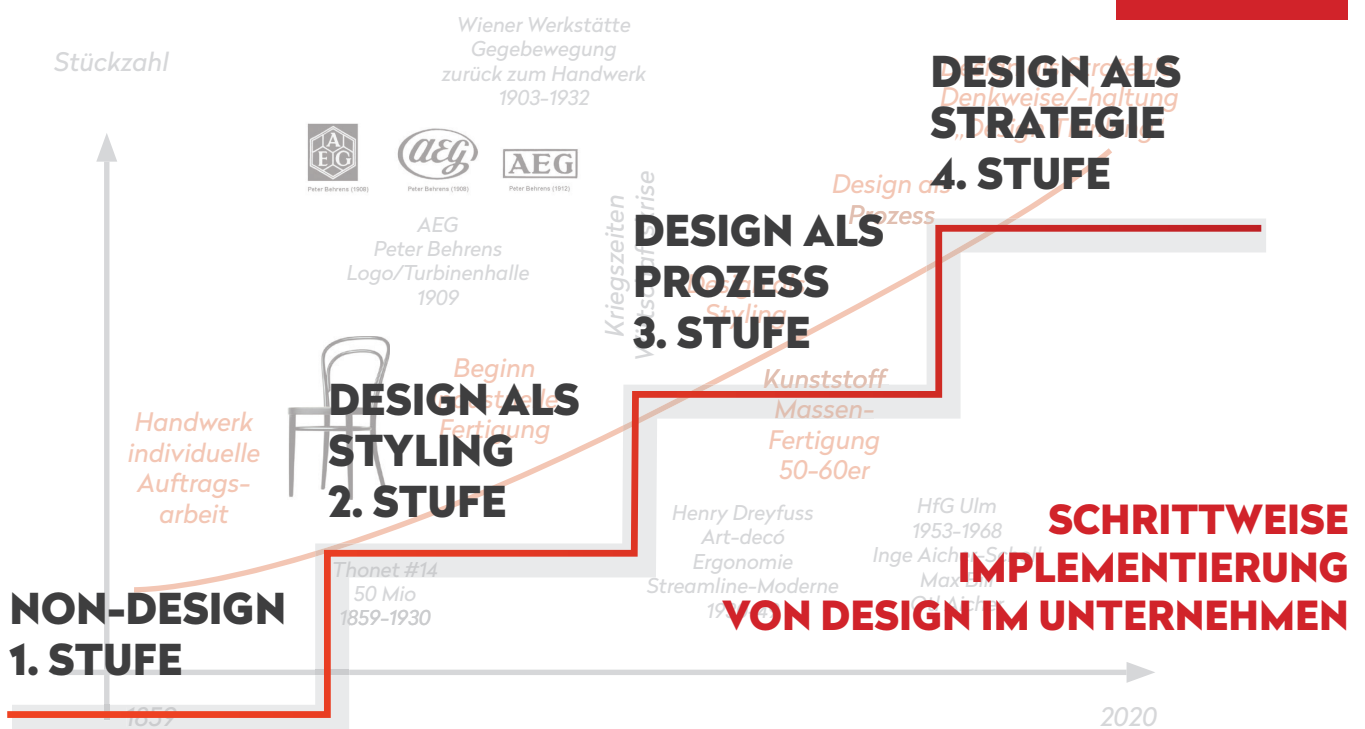 Stückzahl
Wiener Werkstätte
Gegebewegung
zurück zum Handwerk
1903-1932
A
EG
aeg
AEG
Peter Behrens (1908)
Peter Behrens (1908)
Peter Behrens (1912)
AEG
Peter Behrens
Logo/Turbinenhalle
1909
Kriegszeiten
DESIGN ALS
STRATEGIE
4. STUFE
Denkweise/-haltung
Design als
Prozess
DESIGN ALS
PROZESS
3. STUFE
Styling
Beginn
Fertigung
DESIGN ALS
STYLING
2. STUFE
Handwerk
individuelle
Auftrags-
arbeit
Kunststoff
Massen-
Fertigung
50-60er
Henry Dreyfuss
Art-decó
Ergonomie
Streamline-Moderne
HfG Ulm
1953-1968
Thonet #14
50 Mio
1859-1930
NON-DESIGN
1. STUFE
SCHRITTWEISE
IMPLEMENTIERUNG
VON DESIGN IM UNTERNEHMEN
1859
2020